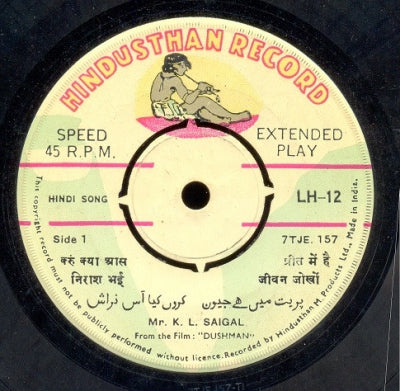 HINDUSTHAN RECORD
SPEED
45 R.P.M.
EXTENDED
PLAY
HINDI SONG
LH-12
Side 1
7TJE. 157
करुं क्या आस
निराश भई
प्रीत में है
जीवन जोखों
پریت میں ہے جیون کروں کیا آس نراش
Mr. K. L. SAIGAL
From the Film: "DUSHMAN"
This copyright record must not be publicly performed without licence. Recorded by Hindusthan M. Products Ltd., Made in India.